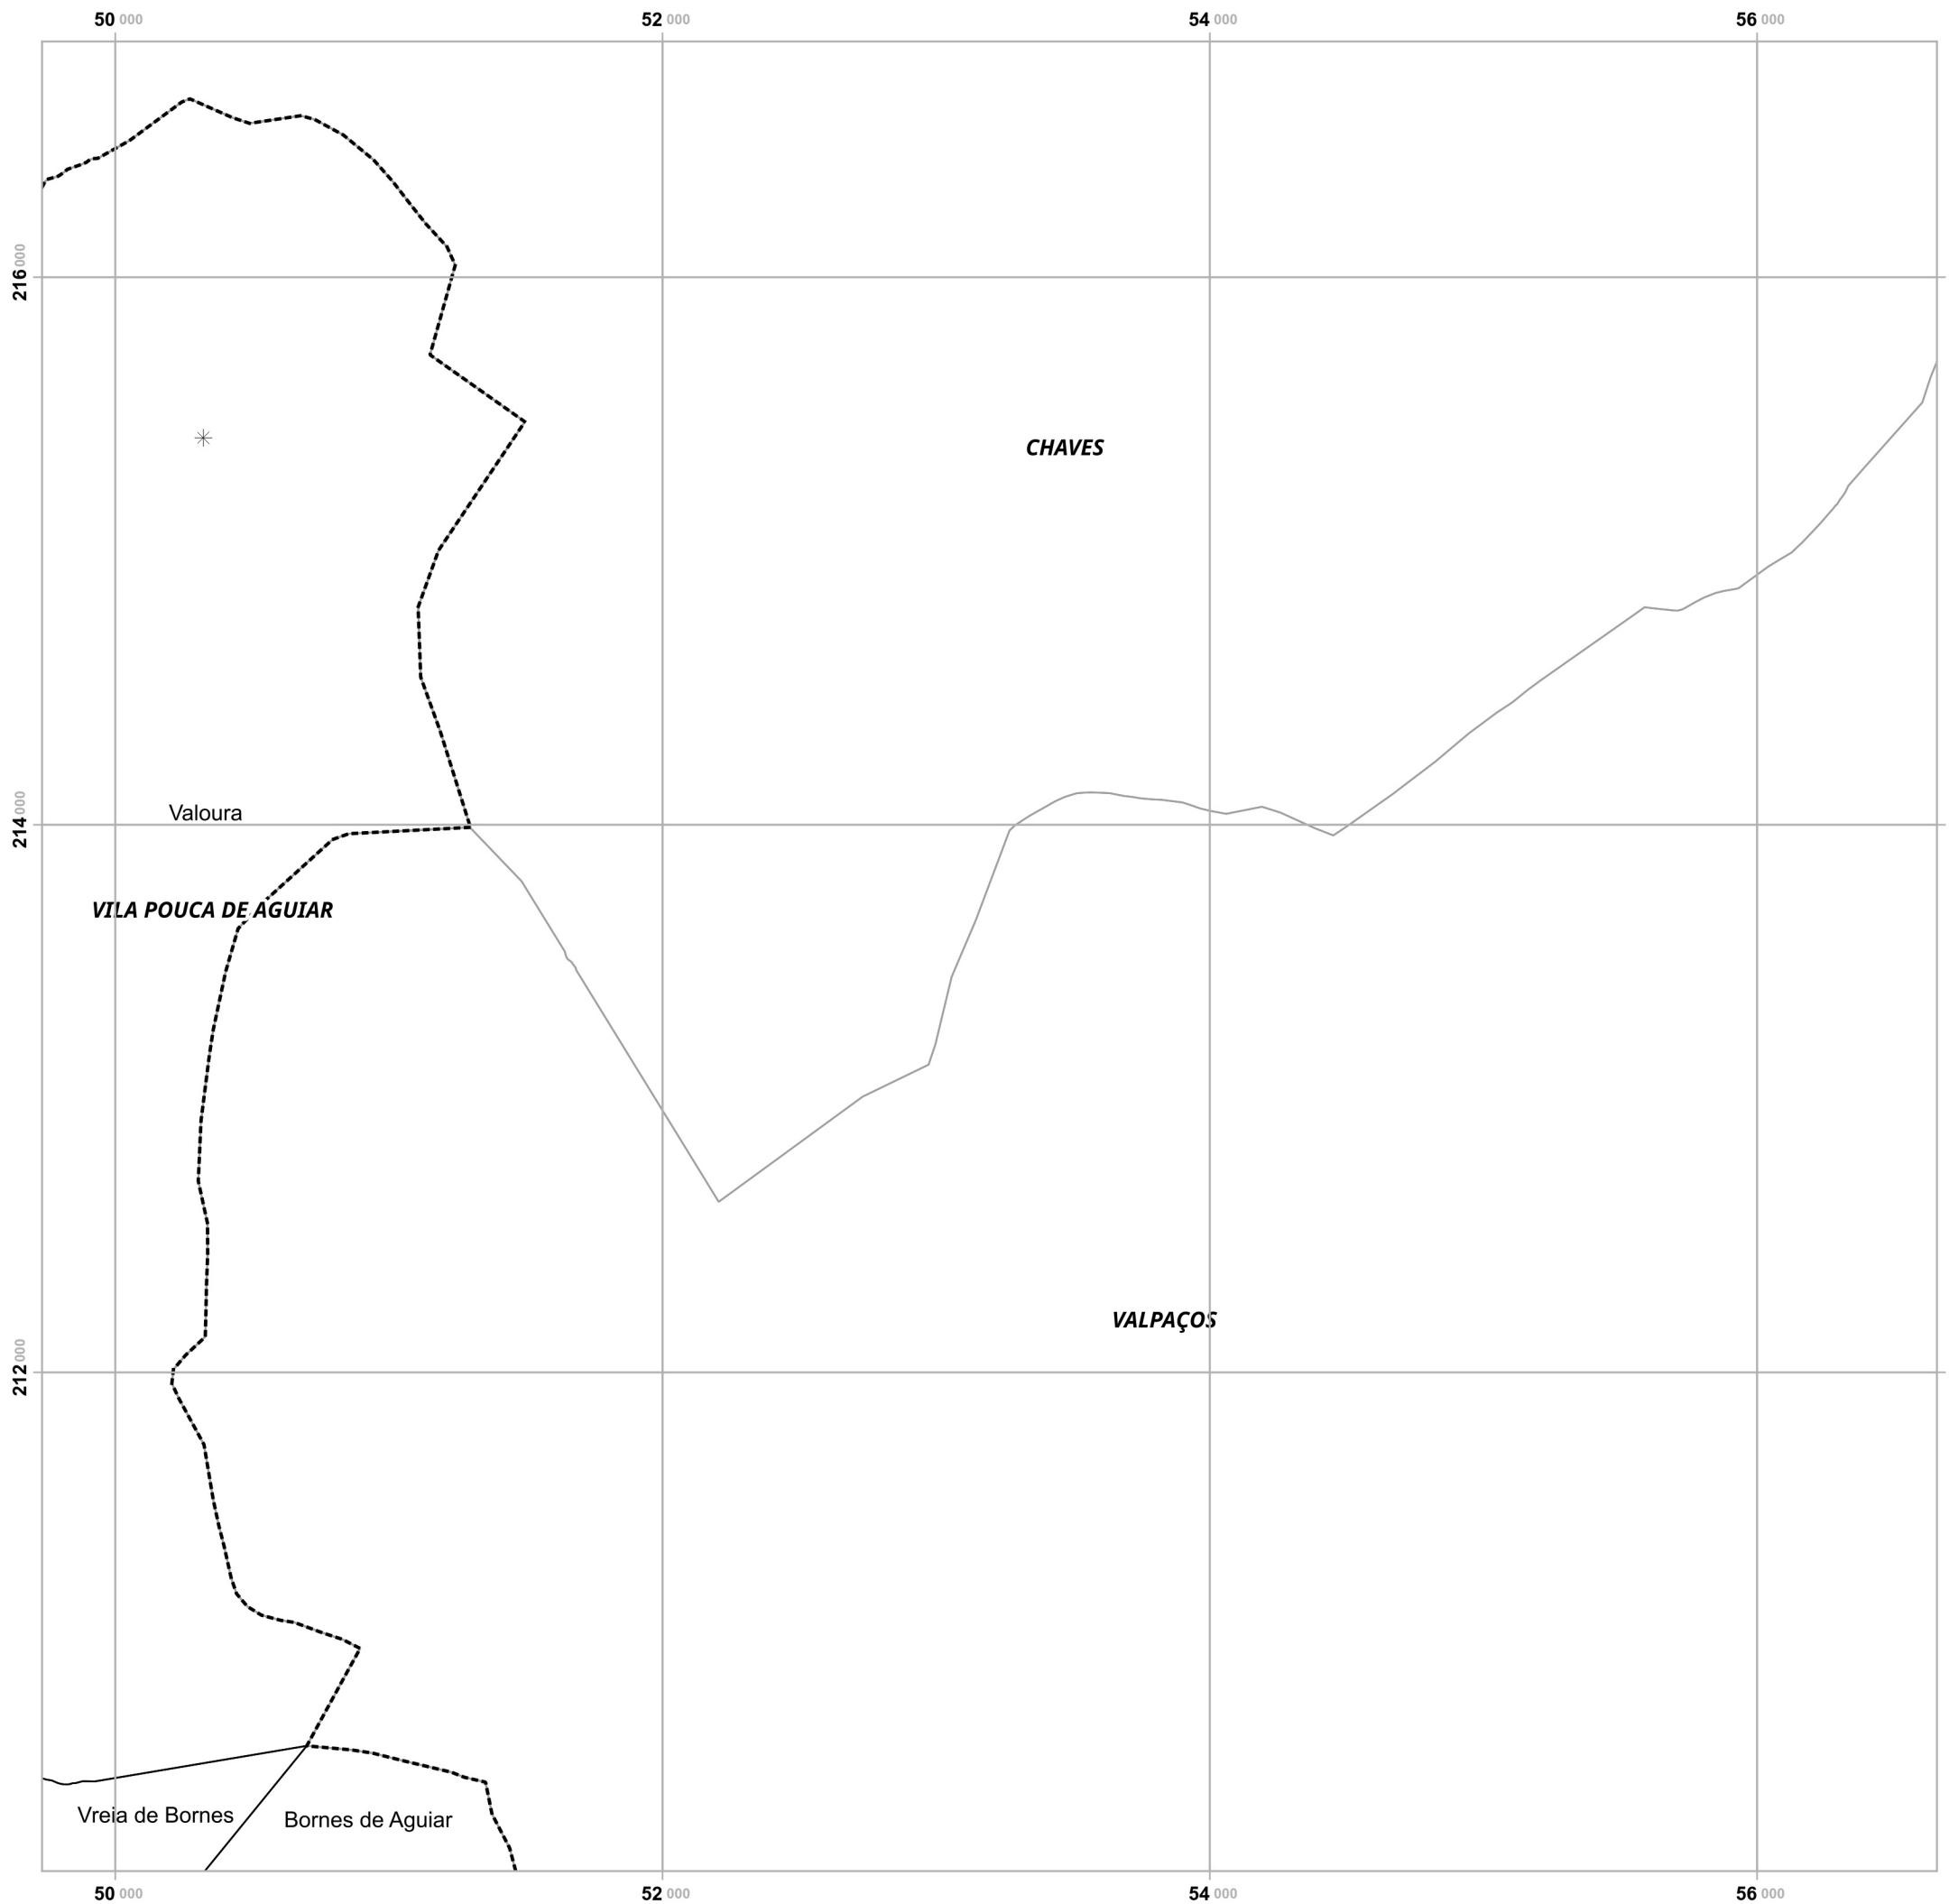 50 000
52 000
54 000
56 000
216 000
CHAVES
214 000
Valoura
VILA POUCA DE AGUIAR
VALPAÇOS
212 000
Vreia de Bornes
Bornes de Aguiar
50 000
52 000
54 000
56 000